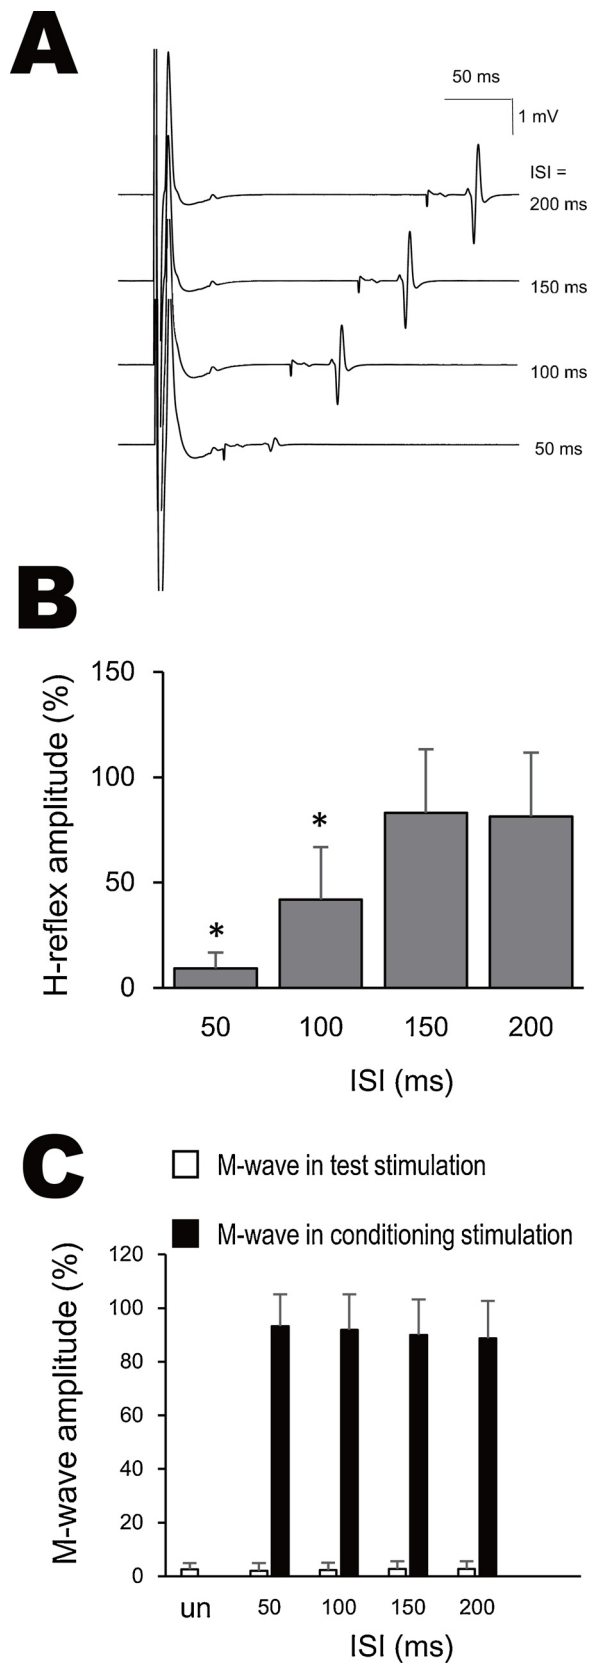 A
50 ms
1 mV
ISI =
200 ms
150 ms
100 ms
50 ms
B
H-reflex amplitude (%)
150
100
50
0
*
*
50 100 150 200
ISI (ms)
C
M-wave in test stimulation
M-wave in conditioning stimulation
M-wave amplitude (%)
120
100
80
60
40
20
0
un 50 100 150 200
ISI (ms)